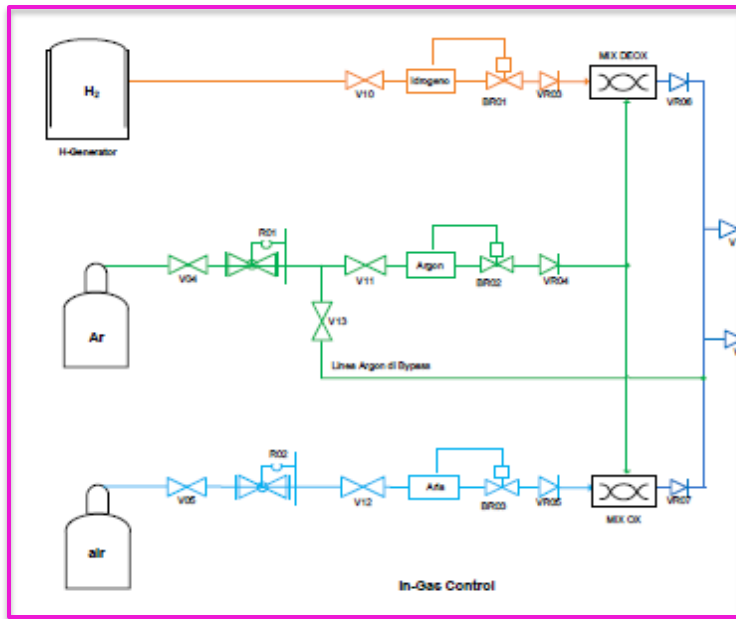 MIX DEOX
H₂
Idrogeno
V10
BR01
VR03
VR06
H-Generator
R01
V04
V11
Argon
BR02
VR04
Ar
V13
V
V
Linea Argon di Bypass
R02
V05
V12
Aria
BR03
VR05
VR07
MIX OX
air
In-Gas Control